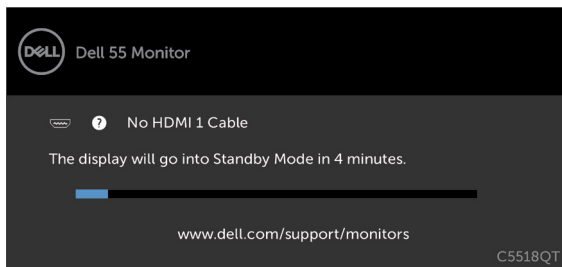 DELL
Dell 55 Monitor
? No HDMI 1 Cable
The display will go into Standby Mode in 4 minutes.
www.dell.com/support/monitors
C5518QT